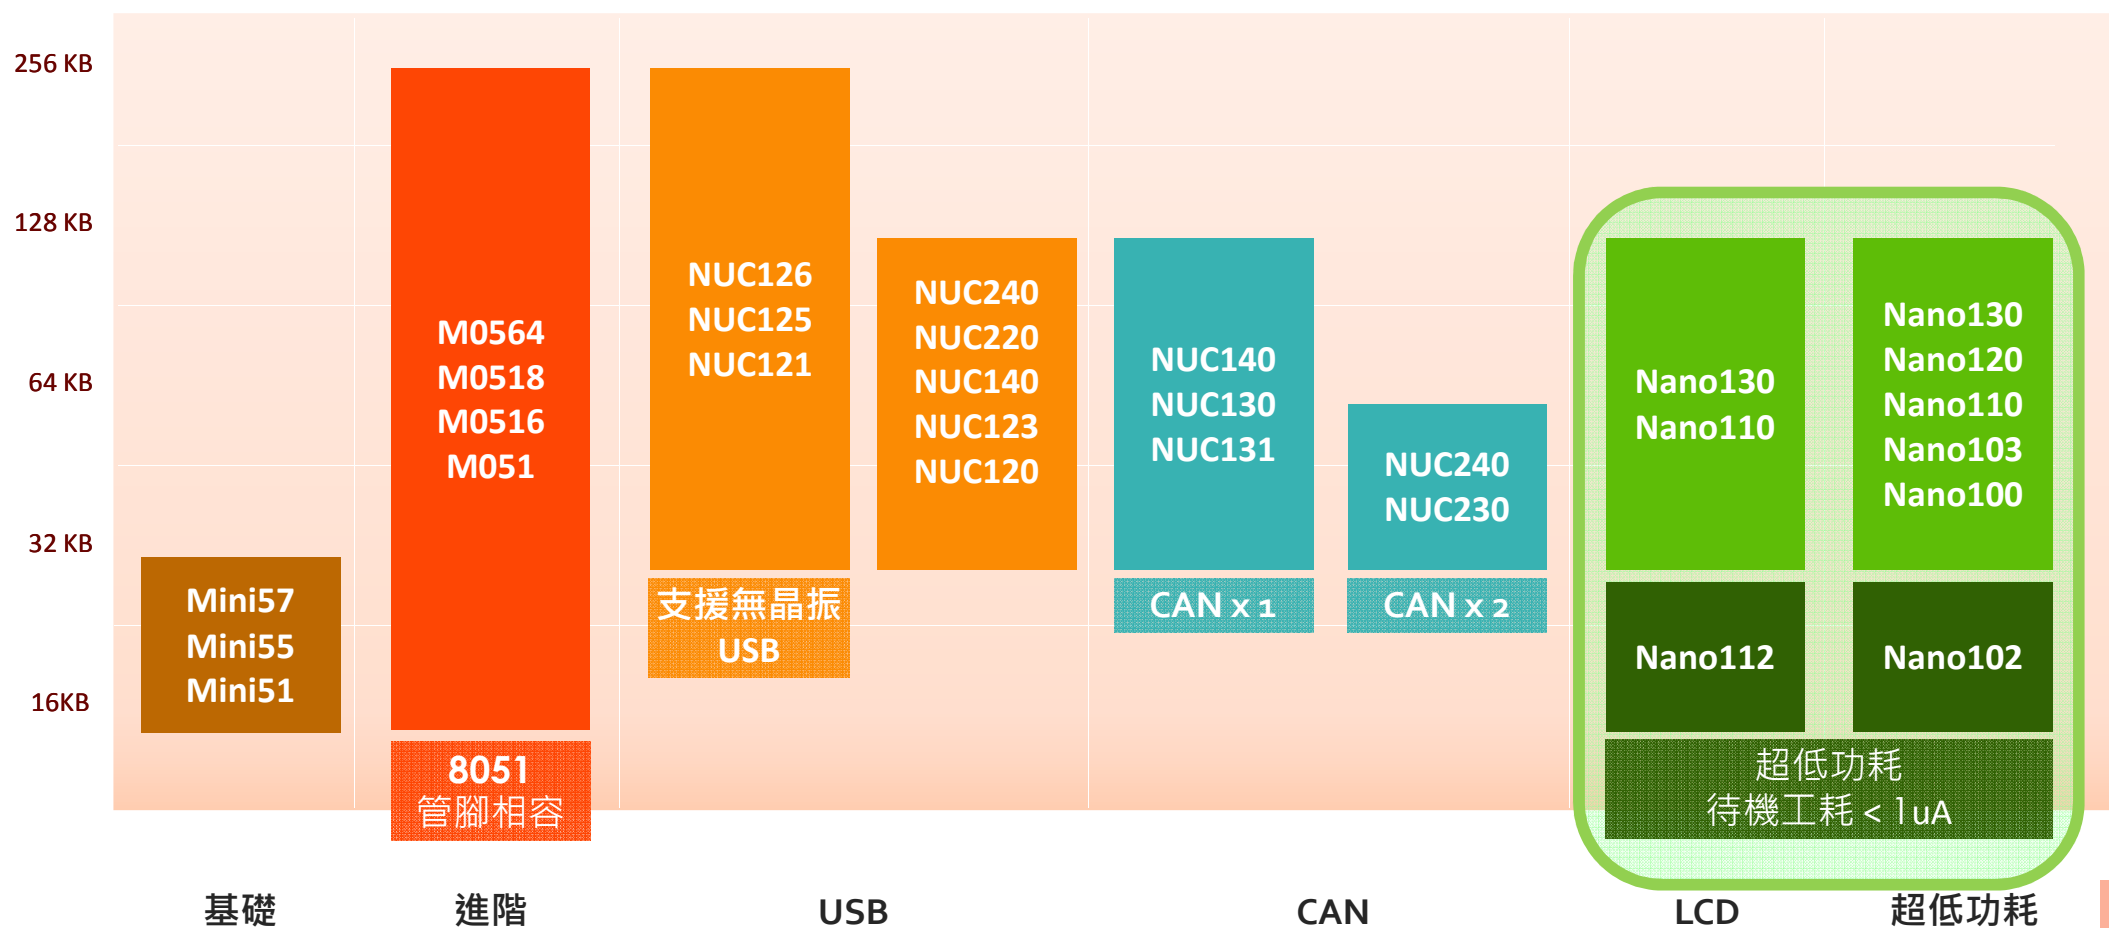 256 KB
128 KB
64 KB
32 KB
16KB
Mini57
Mini55
Mini51
M0564
M0518
M0516
M051
8051
管腳相容
NUC126
NUC125
NUC121
支援無晶振
USB
NUC240
NUC220
NUC140
NUC123
NUC120
NUC140
NUC130
NUC131
CAN x 1
NUC240
NUC230
CAN x 2
Nano130
Nano110
Nano112
Nano130
Nano120
Nano110
Nano103
Nano100
Nano102
超低功耗
待機工耗 < 1uA
基礎
進階
USB
CAN
LCD
超低功耗